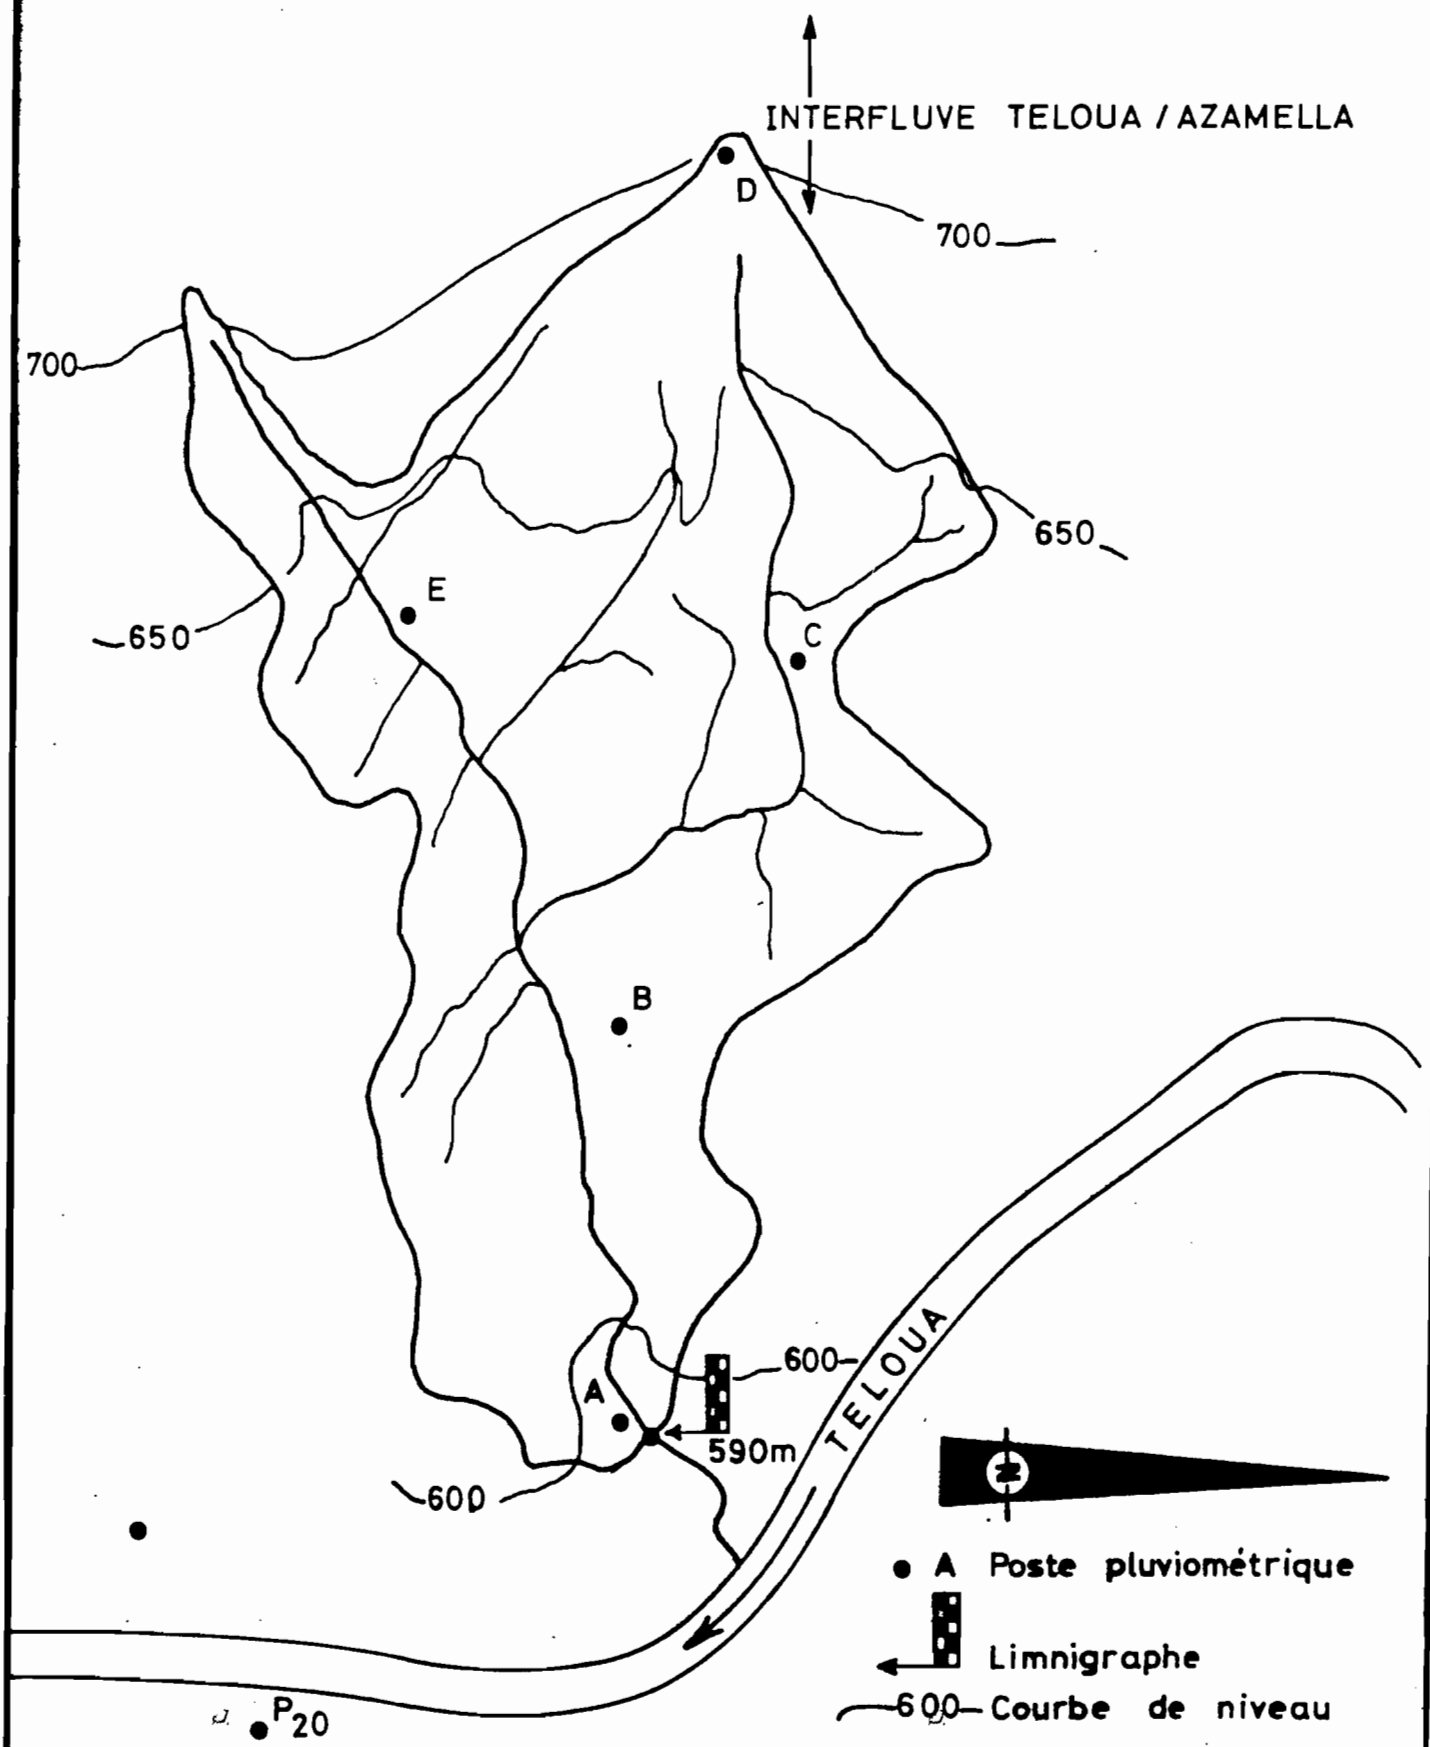 INTERFLUVE TELOUA / AZAMELLA
D
700
700
650
E
650
C
B
600
A
TELOUA
590m
600
N
A Poste pluviométrique
Limnigraphe
600 Courbe de niveau
P20